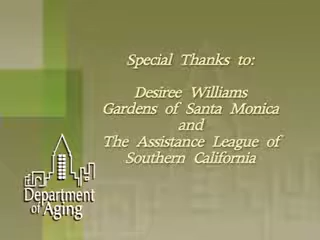 Special Thanks to:
Desiree Williams
Gardens of Santa Monica
and
The Assistance League of
Southern California
Department
of Aging